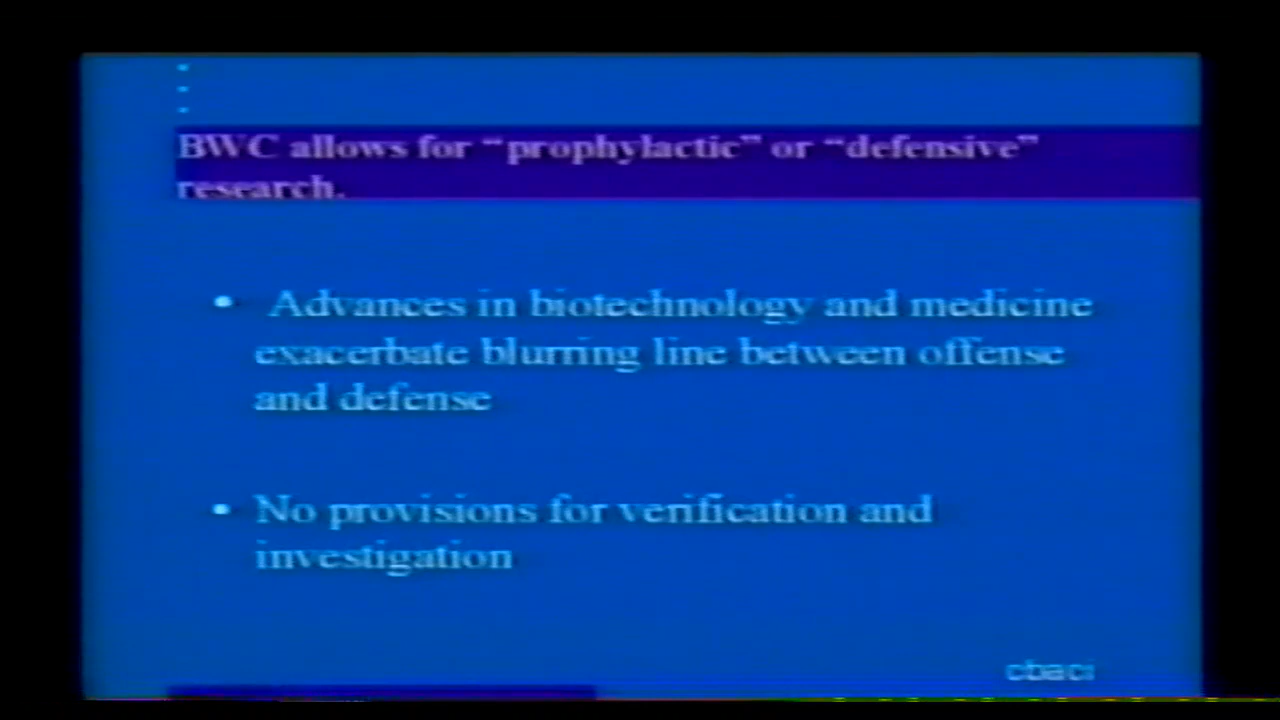 BWC allows for “prophylactic” or “defensive”
research.
• Advances in biotechnology and medicine
exacerbate blurring line between offense
and defense
• No provisions for verification and
investigation
cbaci